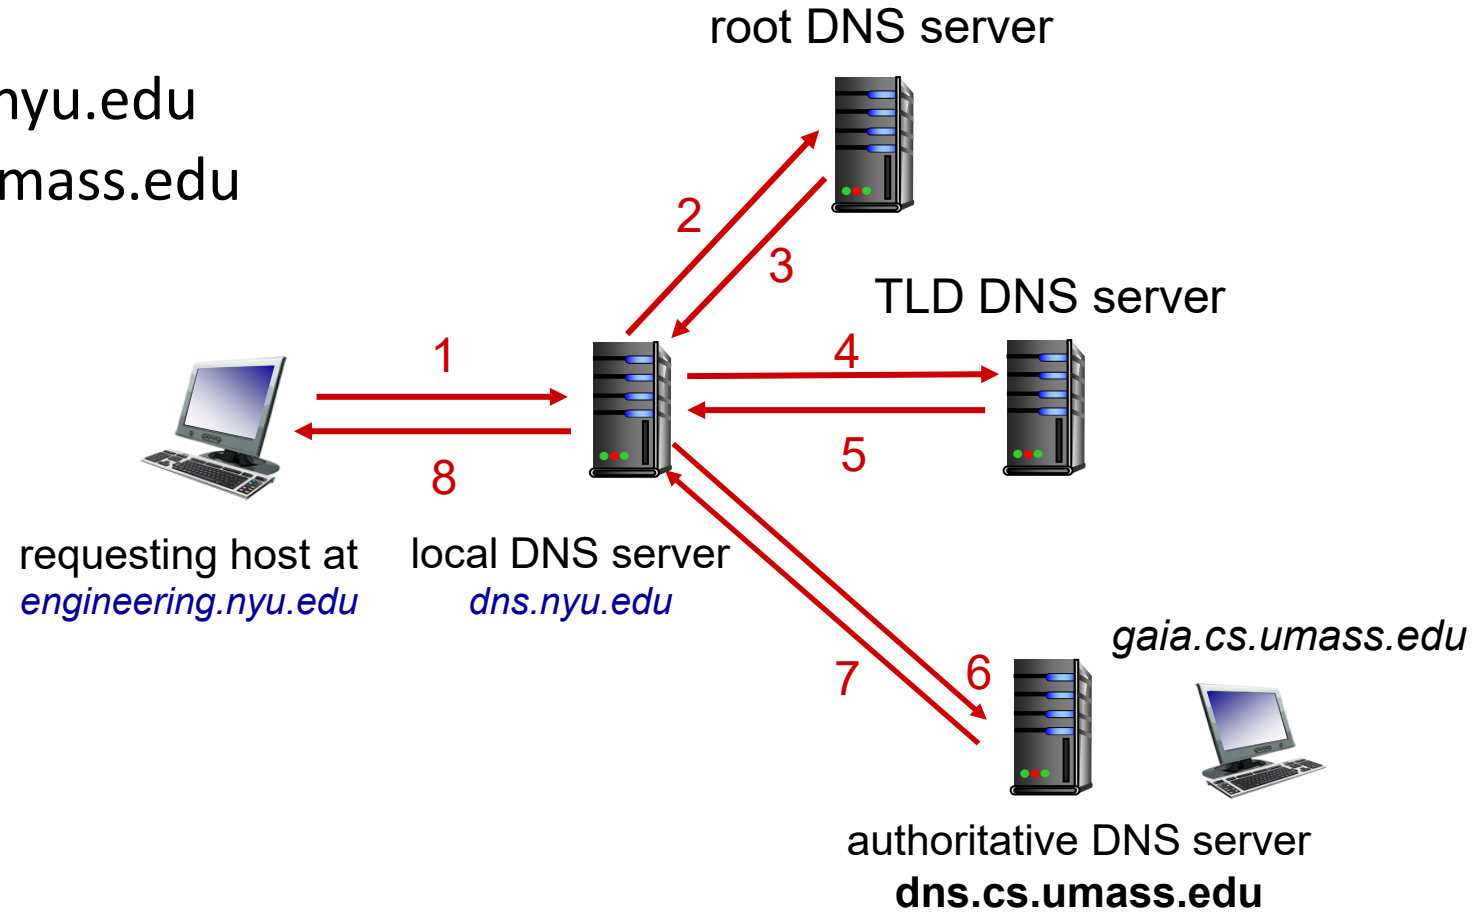 root DNS server
nyu.edu
mass.edu
2
3
TLD DNS server
1
4
5
8
requesting host at
engineering.nyu.edu
local DNS server
dns.nyu.edu
gaia.cs.umass.edu
6
7
authoritative DNS server
dns.cs.umass.edu